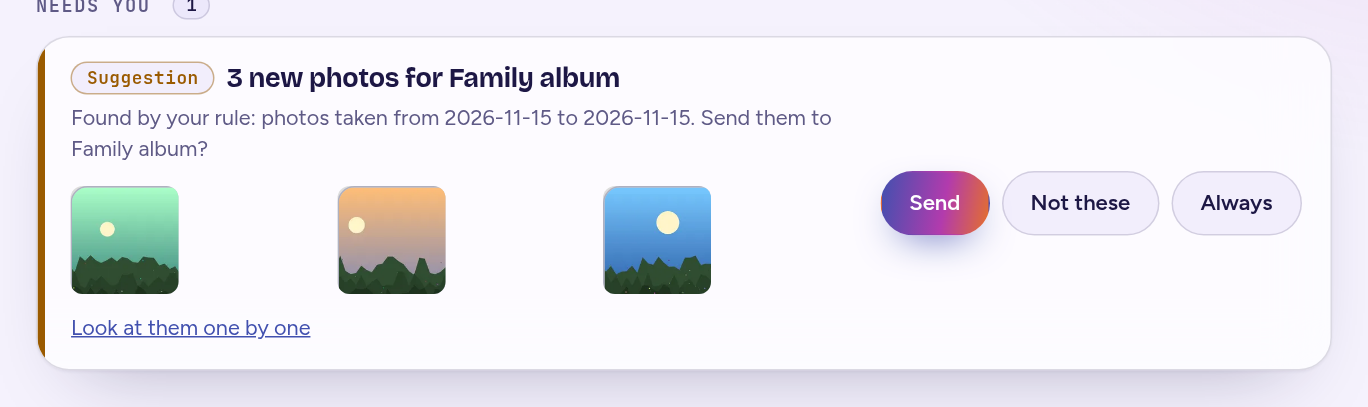 NEEDS YOU 1
Suggestion 3 new photos for Family album
Found by your rule: photos taken from 2026-11-15 to 2026-11-15. Send them to
Family album?
Send Not these Always
Look at them one by one